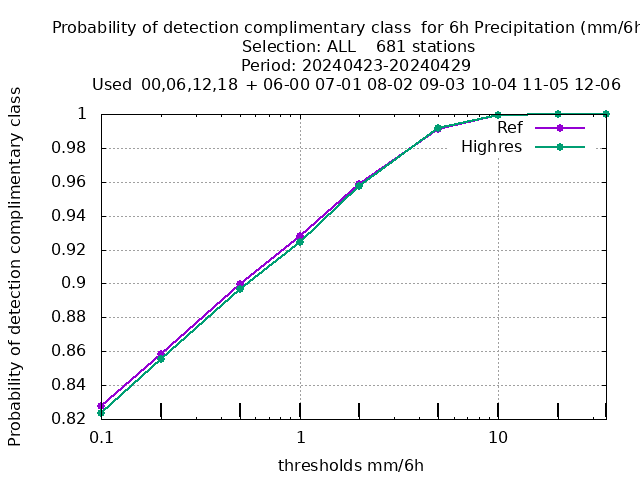 Probability of detection complimentary class  for 6h Precipitation (mm/6h
Selection: ALL    681 stations
Period: 20240423-20240429
Used  00,06,12,18  + 06-00 07-01 08-02 09-03 10-04 11-05 12-06
Probability of detection complimentary class
1
0.98
0.96
0.94
0.92
0.9
0.88
0.86
0.84
0.82
Ref
Highres
0.1 1 10
thresholds mm/6h